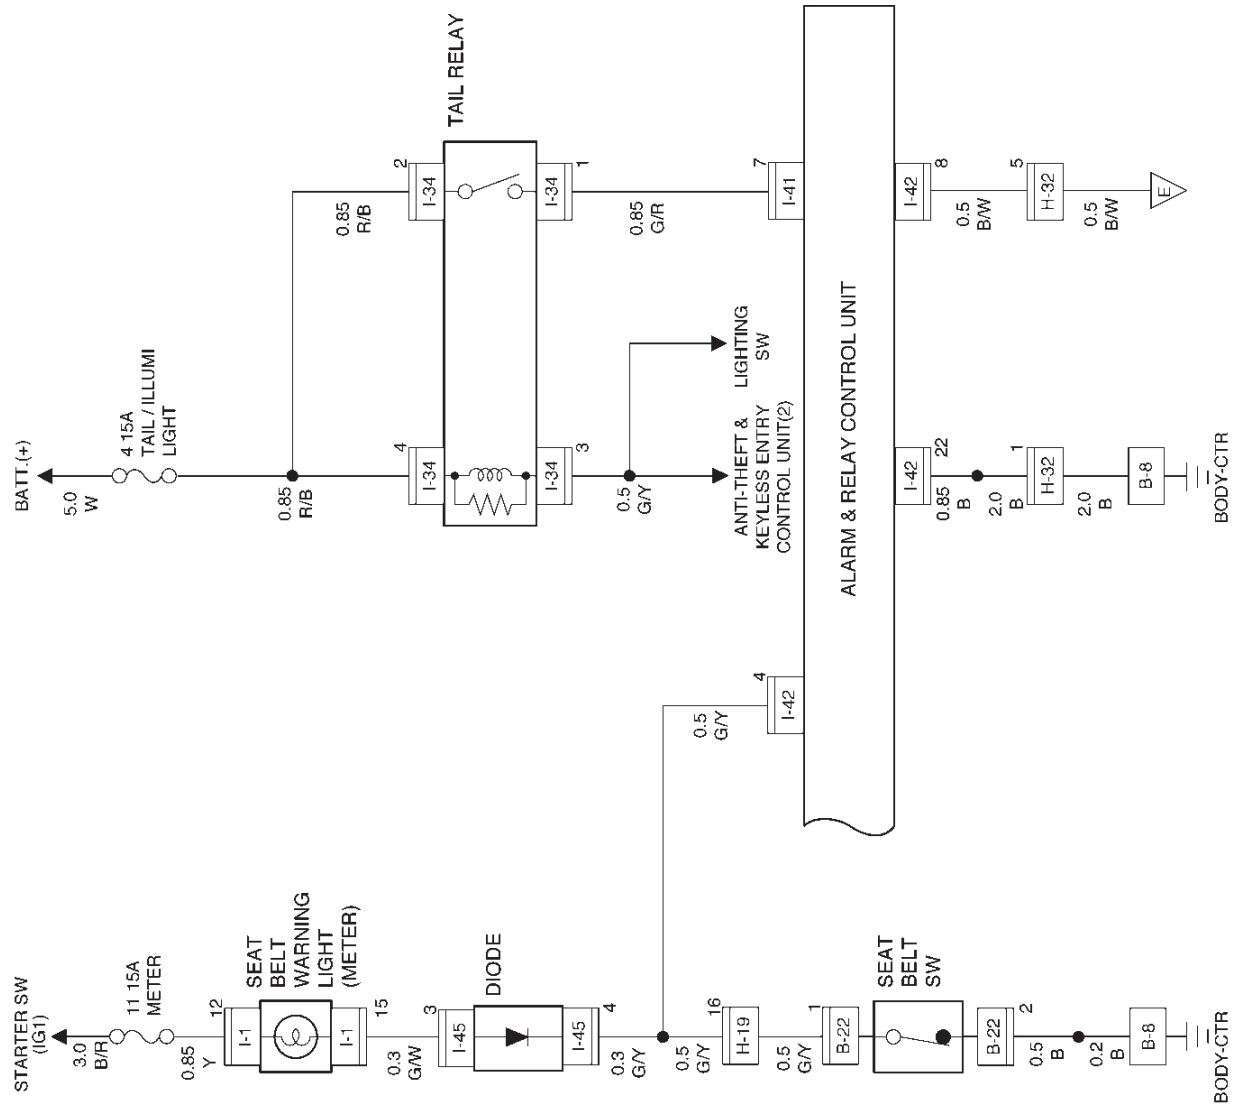 BATT.(+)
5.0
W
4 15A
TAIL / ILLUMI
LIGHT
0.85
R/B
0.85
R/B
TAIL RELAY
2
I-34
I-34
1
4
I-34
I-34
3
0.85
G/R
0.5
G/Y
LIGHTING
SW
ANTI-THEFT &
KEYLESS ENTRY
CONTROL UNIT(2)
7
I-41
ALARM & RELAY CONTROL UNIT
I-42
8
0.5
B/W
5
H-32
0.5
B/W
E
I-42
22
0.85
B
2.0
B
1
H-32
2.0
B
B-8
BODY-CTR
4
I-42
0.5
G/Y
STARTER SW
(IG1)
3.0
B/R
11 15A
METER
0.85
Y
12
I-1
SEAT
BELT
WARNING
LIGHT
(METER)
I-1
15
0.3
G/W
3
I-45
DIODE
I-45
4
0.3
G/Y
0.5
G/Y
16
H-19
0.5
G/Y
1
B-22
SEAT
BELT
SW
B-22
2
0.5
B
0.2
B
B-8
BODY-CTR